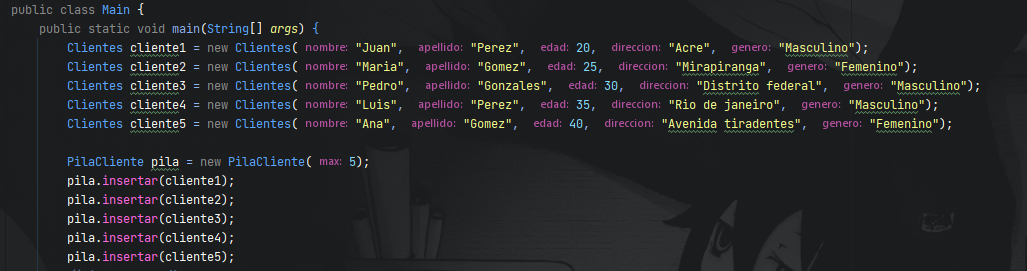 public class Main {
public static void main(String[] args) {
Clientes cliente1 = new Clientes( nombre: "Juan", apellido: "Perez", edad: 20, direccion: "Acre", genero: "Masculino");
Clientes cliente2 = new Clientes( nombre: "Maria", apellido: "Gomez", edad: 25, direccion: "Mirapiranga", genero: "Femenino");
Clientes cliente3 = new Clientes( nombre: "Pedro", apellido: "Gonzales", edad: 30, direccion: "Distrito federal", genero: "Masculino");
Clientes cliente4 = new Clientes( nombre: "Luis", apellido: "Perez", edad: 35, direccion: "Rio de janeiro", genero: "Masculino");
Clientes cliente5 = new Clientes( nombre: "Ana", apellido: "Gomez", edad: 40, direccion: "Avenida tiradentes", genero: "Femenino");
PilaCliente pila = new PilaCliente( max: 5);
pila.insertar(cliente1);
pila.insertar(cliente2);
pila.insertar(cliente3);
pila.insertar(cliente4);
pila.insertar(cliente5);